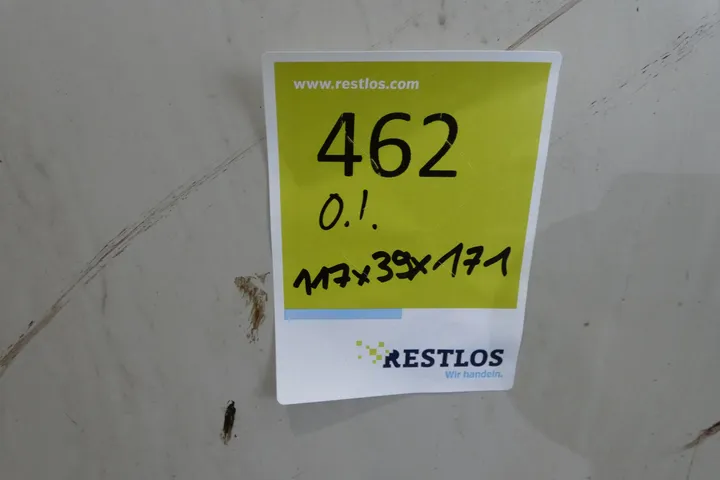 www.restlos.com
462
O.I.
117x39x171
RESTLOS
Wir handeln.